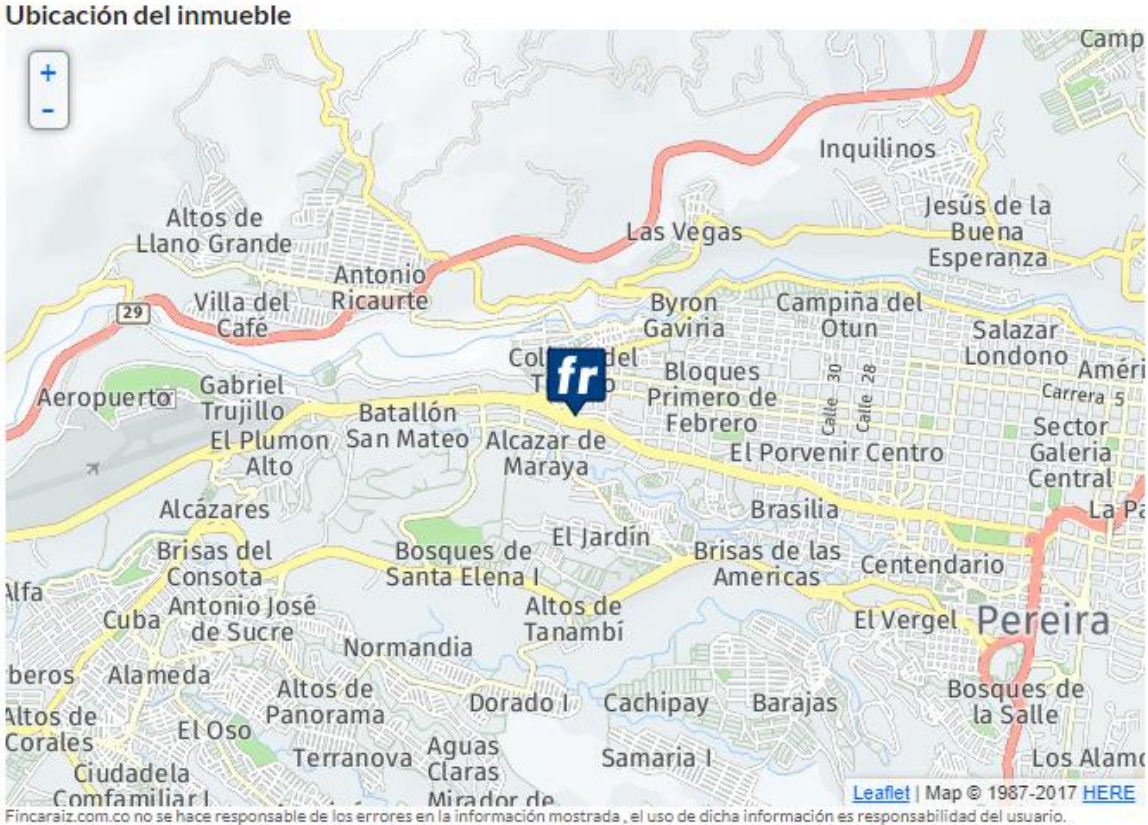 Ubicación del inmueble
+
-
Camp
Inquilinos
Altos de
Llano Grande
Las Vegas
Jesús de la
Buena
Esperanza
Antonio
Ricaurte
Villa del
Café
29
Byron
Gaviria
Campiña del
Otun
Salazar
Londono
del
fr
Bloques
Primero de
Febrero
Calle 30
Calle 28
Carrera 5
Aeropuerto
Gabriel
Trujillo
Batallón
San Mateo
El Plumon
Alto
Alcazar de
Maraya
El Porvenir Centro
Sector
Galeria
Central
Alcázares
Brasilia
La
El Jardín
Brisas del
Consota
Bosques de
Santa Elena I
Brisas de las
Americas
Centendario
Alfa
Cuba
Antonio José
de Sucre
Altos de
Tanambí
El Vergel
Pereira
Normandia
beros
Alameda
Altos de
Panorama
Dorado I
Cachipay
Barajas
Bosques de
la Salle
Altos de
Corales
El Oso
Terranova
Aguas
Claras
Samaria I
Los
Ciudadela
Comfamiliar I
Mirador de
Leaflet | Map © 1987-2017 HERE
Fincaraiz.com.co no se hace responsable de los errores en la información mostrada , el uso de dicha información es responsabilidad del usuario.